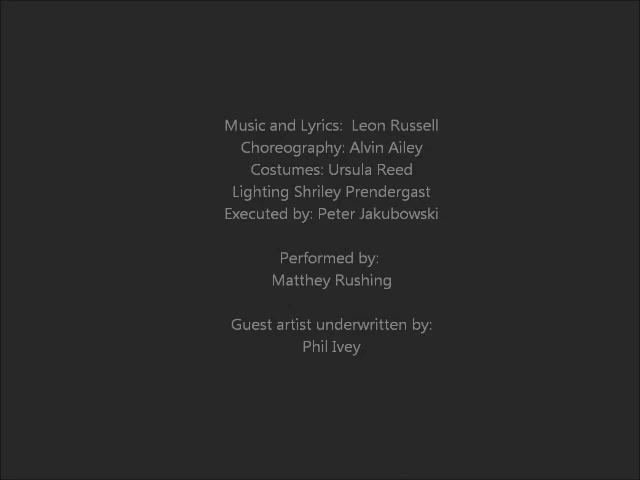 Music and Lyrics:  Leon Russell
Choreography: Alvin Ailey
Costumes: Ursula Reed
Lighting Shriley Prendergast
Executed by: Peter Jakubowski
Performed by:
Matthey Rushing
Guest artist underwritten by:
Phil Ivey